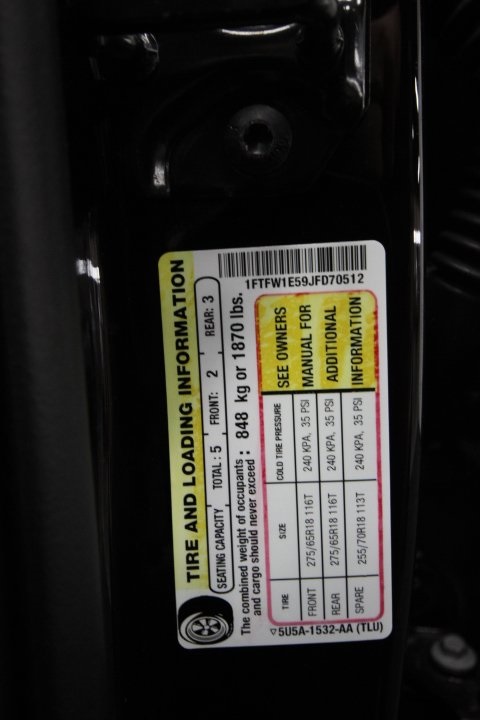 TIRE AND LOADING INFORMATION
SEATING CAPACITY TOTAL: 5 FRONT: 2 REAR: 3
The combined weight of occupants and cargo should never exceed: 848 kg or 1870 lbs.
TIRE SIZE COLD TIRE PRESSURE
FRONT 275/65R18 116T 240 KPA, 35 PSI
REAR 275/65R18 116T 240 KPA, 35 PSI
SPARE 255/70R18 113T 240 KPA, 35 PSI
SEE OWNERS
MANUAL FOR
ADDITIONAL
INFORMATION
5U5A-1532-AA (TLU)
1FTFW1E59JFD70512